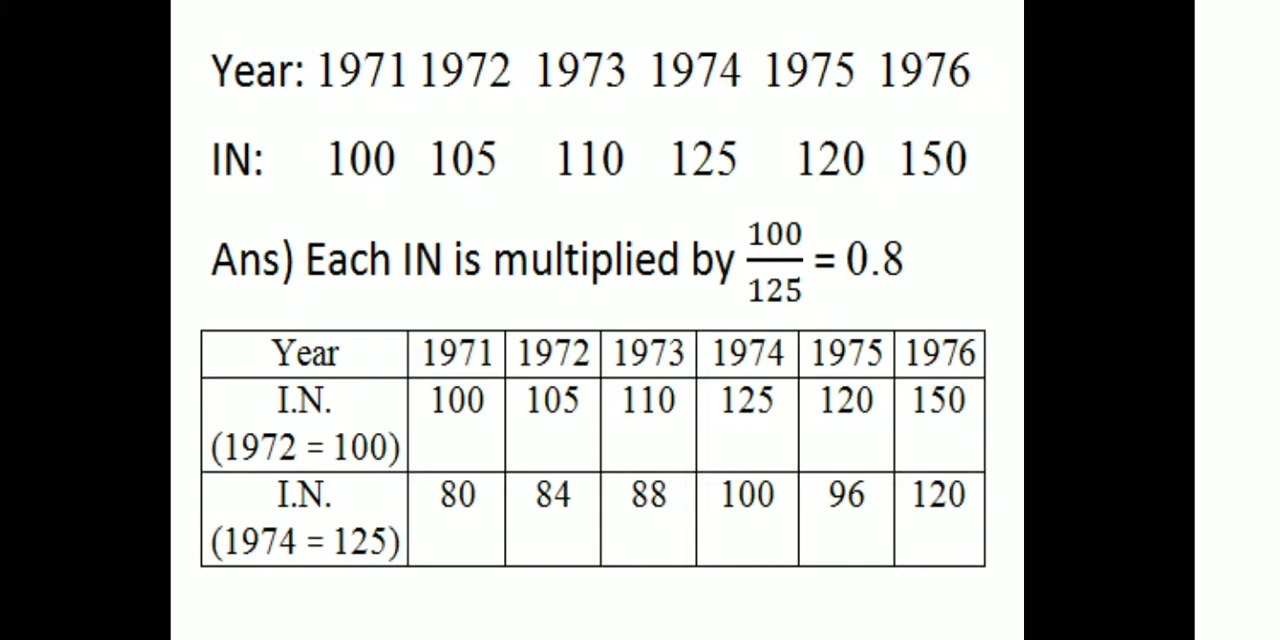 Year: 1971 1972 1973 1974 1975 1976
IN: 100 105 110 125 120 150
Ans) Each IN is multiplied by 100/125 = 0.8
Year 1971 1972 1973 1974 1975 1976
I.N. (1972 = 100) 100 105 110 125 120 150
I.N. (1974 = 125) 80 84 88 100 96 120